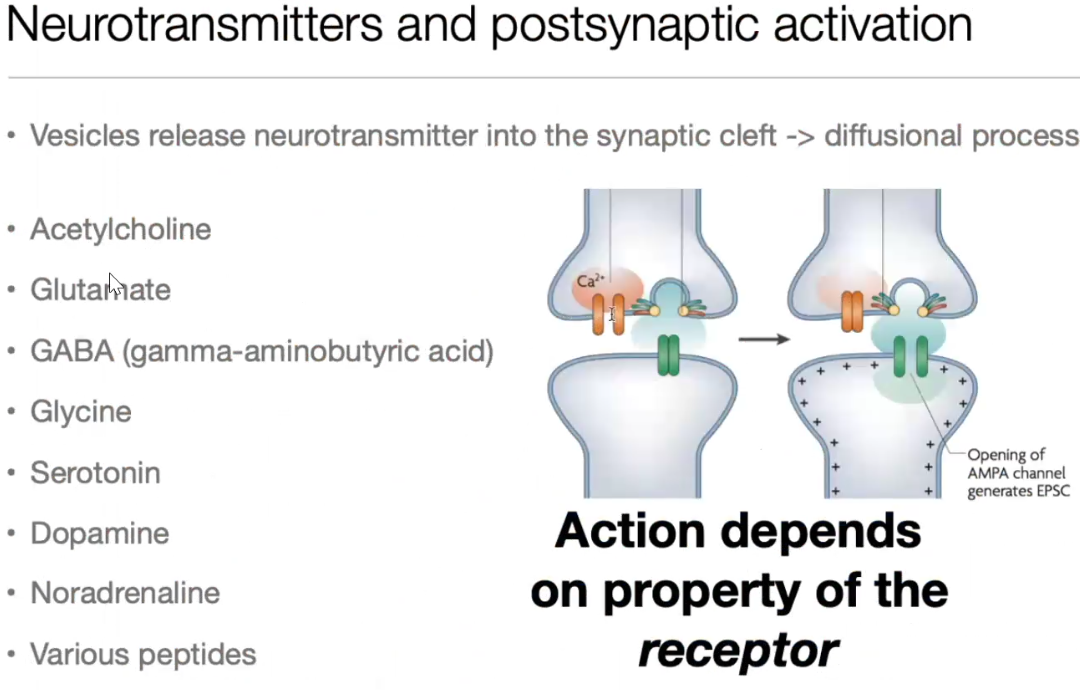 Neurotransmitters and postsynaptic activation
• Vesicles release neurotransmitter into the synaptic cleft -> diffusional process
• Acetylcholine
• Glutamate
• GABA (gamma-aminobutyric acid)
• Glycine
• Serotonin
• Dopamine
• Noradrenaline
• Various peptides
Ca²⁺
Opening of
AMPA channel
generates EPSC
Action depends
on property of the
receptor